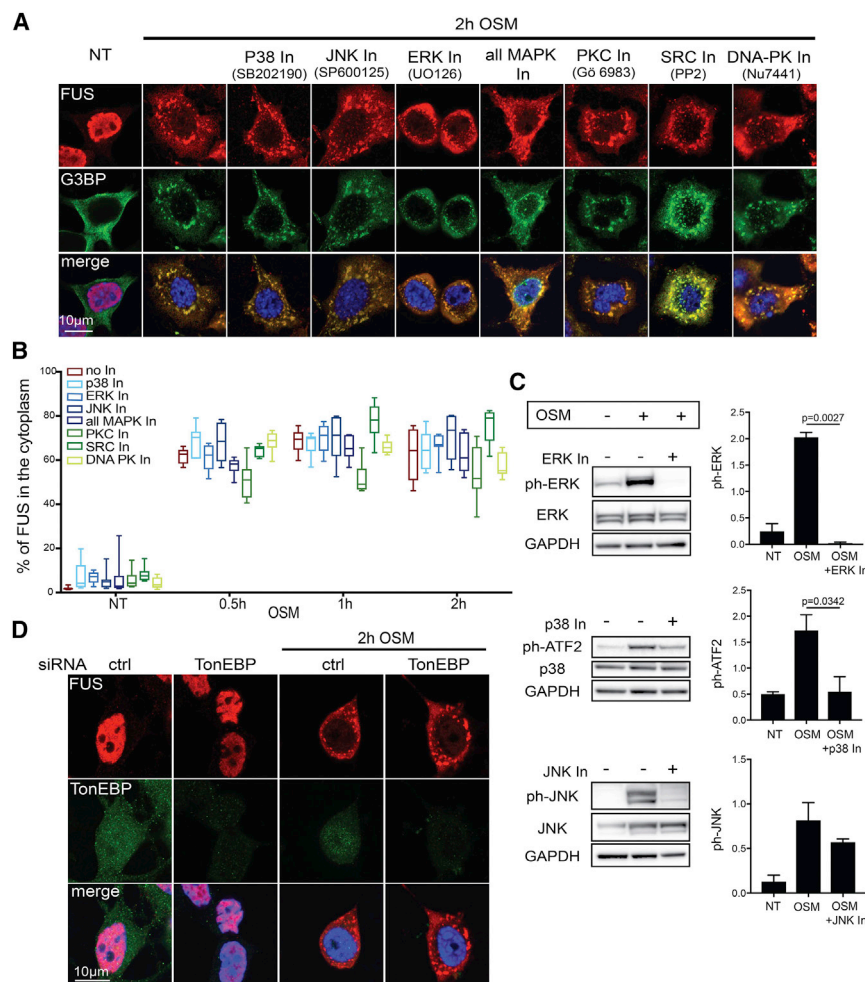 A
2h OSM
NT
P38 In
(SB202190)
JNK In
(SP600125)
ERK In
(UO126)
all MAPK
In
PKC In
(Gö 6983)
SRC In
(PP2)
DNA-PK In
(Nu7441)
FUS
G3BP
merge
10µm
B
% of FUS in the cytoplasm
100
80
60
40
20
0
no In
p38 In
ERK In
JNK In
all MAPK In
PKC In
SRC In
DNA PK In
NT
0.5h
1h
2h
OSM
C
OSM - + +
ERK In - - +
ph-ERK
ERK
GAPDH
ph-ERK
2.5
2.0
1.5
1.0
0.5
0.0
p=0.0027
NT
OSM
OSM
+ERK In
p38 In - - +
ph-ATF2
p38
GAPDH
ph-ATF2
2.5
2.0
1.5
1.0
0.5
0.0
p=0.0342
NT
OSM
OSM
+p38 In
JNK In - - +
ph-JNK
JNK
GAPDH
ph-JNK
1.5
1.0
0.5
0.0
NT
OSM
OSM
+JNK In
D
2h OSM
siRNA ctrl TonEBP ctrl TonEBP
FUS
TonEBP
merge
10µm